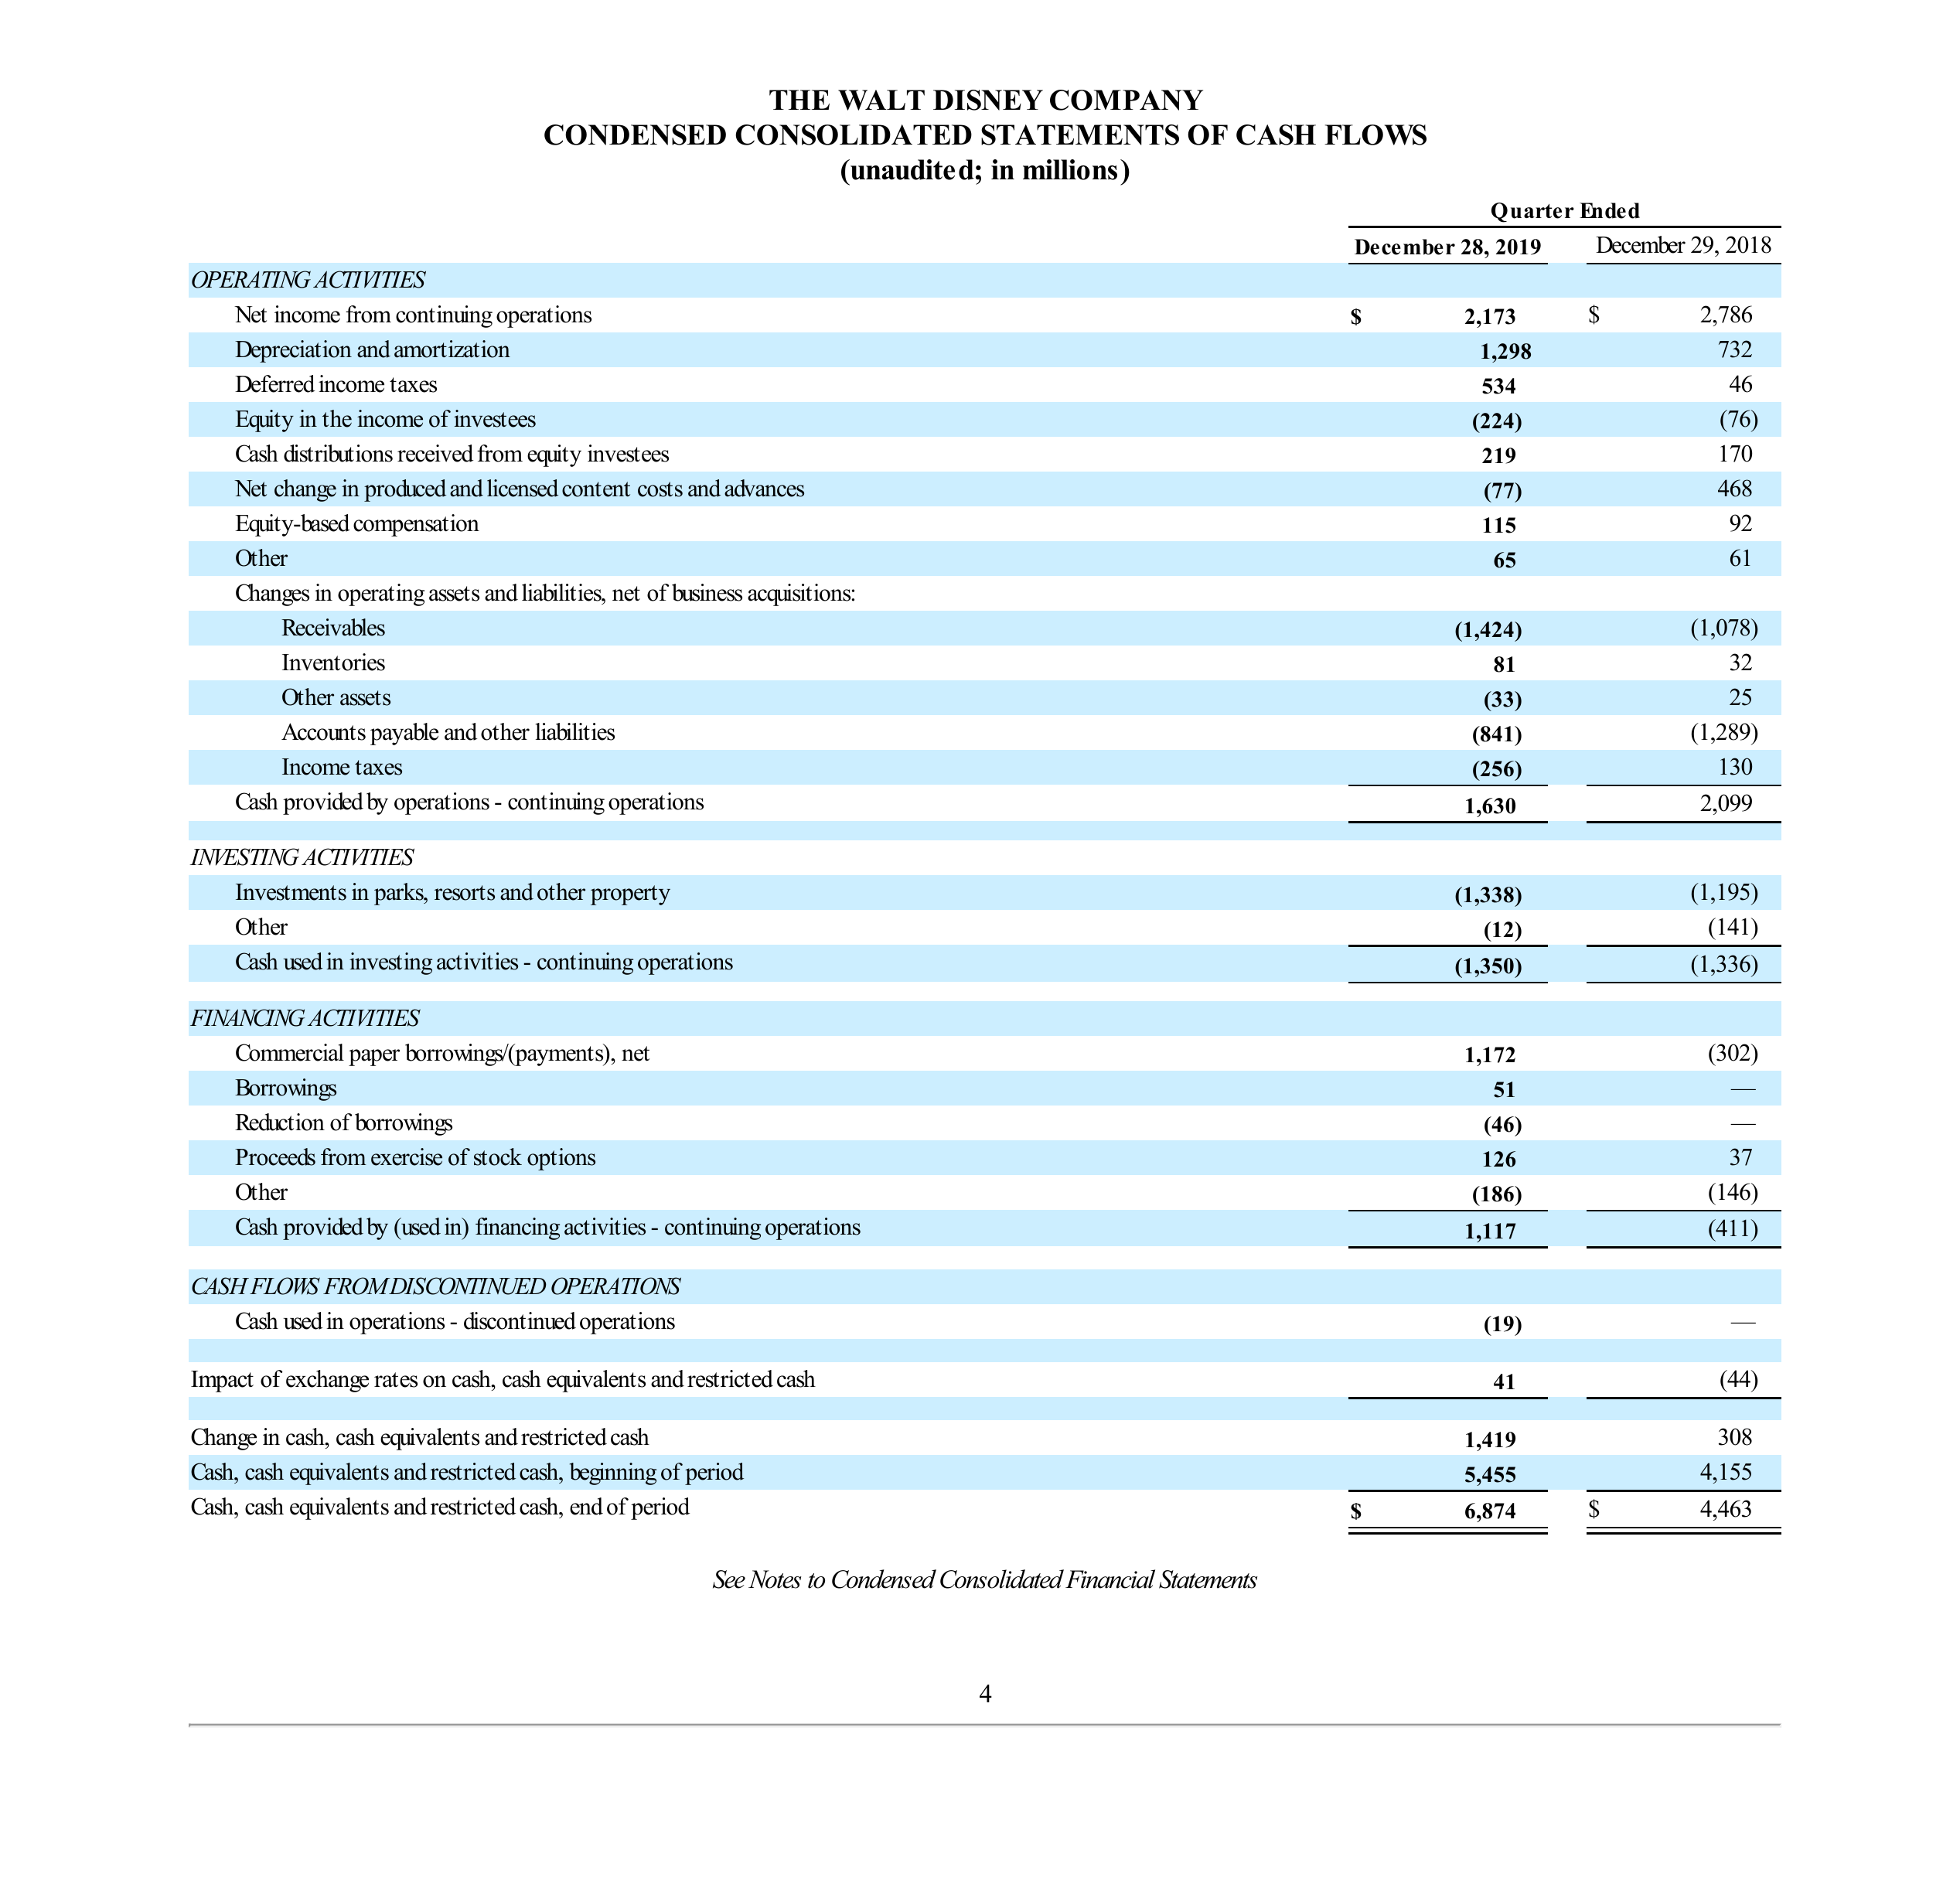 THE WALT DISNEY COMPANY
CONDENSED CONSOLIDATED STATEMENTS OF CASH FLOWS
(unaudited; in millions)
Quarter Ended
December 28, 2019 December 29, 2018
OPERATING ACTIVITIES
Net income from continuing operations $ 2,173 $ 2,786
Depreciation and amortization 1,298 732
Deferred income taxes 534 46
Equity in the income of investees (224) (76)
Cash distributions received from equity investees 219 170
Net change in produced and licensed content costs and advances (77) 468
Equity-based compensation 115 92
Other 65 61
Changes in operating assets and liabilities, net of business acquisitions:
Receivables (1,424) (1,078)
Inventories 81 32
Other assets (33) 25
Accounts payable and other liabilities (841) (1,289)
Income taxes (256) 130
Cash provided by operations - continuing operations 1,630 2,099
INVESTING ACTIVITIES
Investments in parks, resorts and other property (1,338) (1,195)
Other (12) (141)
Cash used in investing activities - continuing operations (1,350) (1,336)
FINANCING ACTIVITIES
Commercial paper borrowings/(payments), net 1,172 (302)
Borrowings 51 —
Reduction of borrowings (46) —
Proceeds from exercise of stock options 126 37
Other (186) (146)
Cash provided by (used in) financing activities - continuing operations 1,117 (411)
CASH FLOWS FROM DISCONTINUED OPERATIONS
Cash used in operations - discontinued operations (19) —
Impact of exchange rates on cash, cash equivalents and restricted cash 41 (44)
Change in cash, cash equivalents and restricted cash 1,419 308
Cash, cash equivalents and restricted cash, beginning of period 5,455 4,155
Cash, cash equivalents and restricted cash, end of period $ 6,874 $ 4,463
See Notes to Condensed Consolidated Financial Statements
4